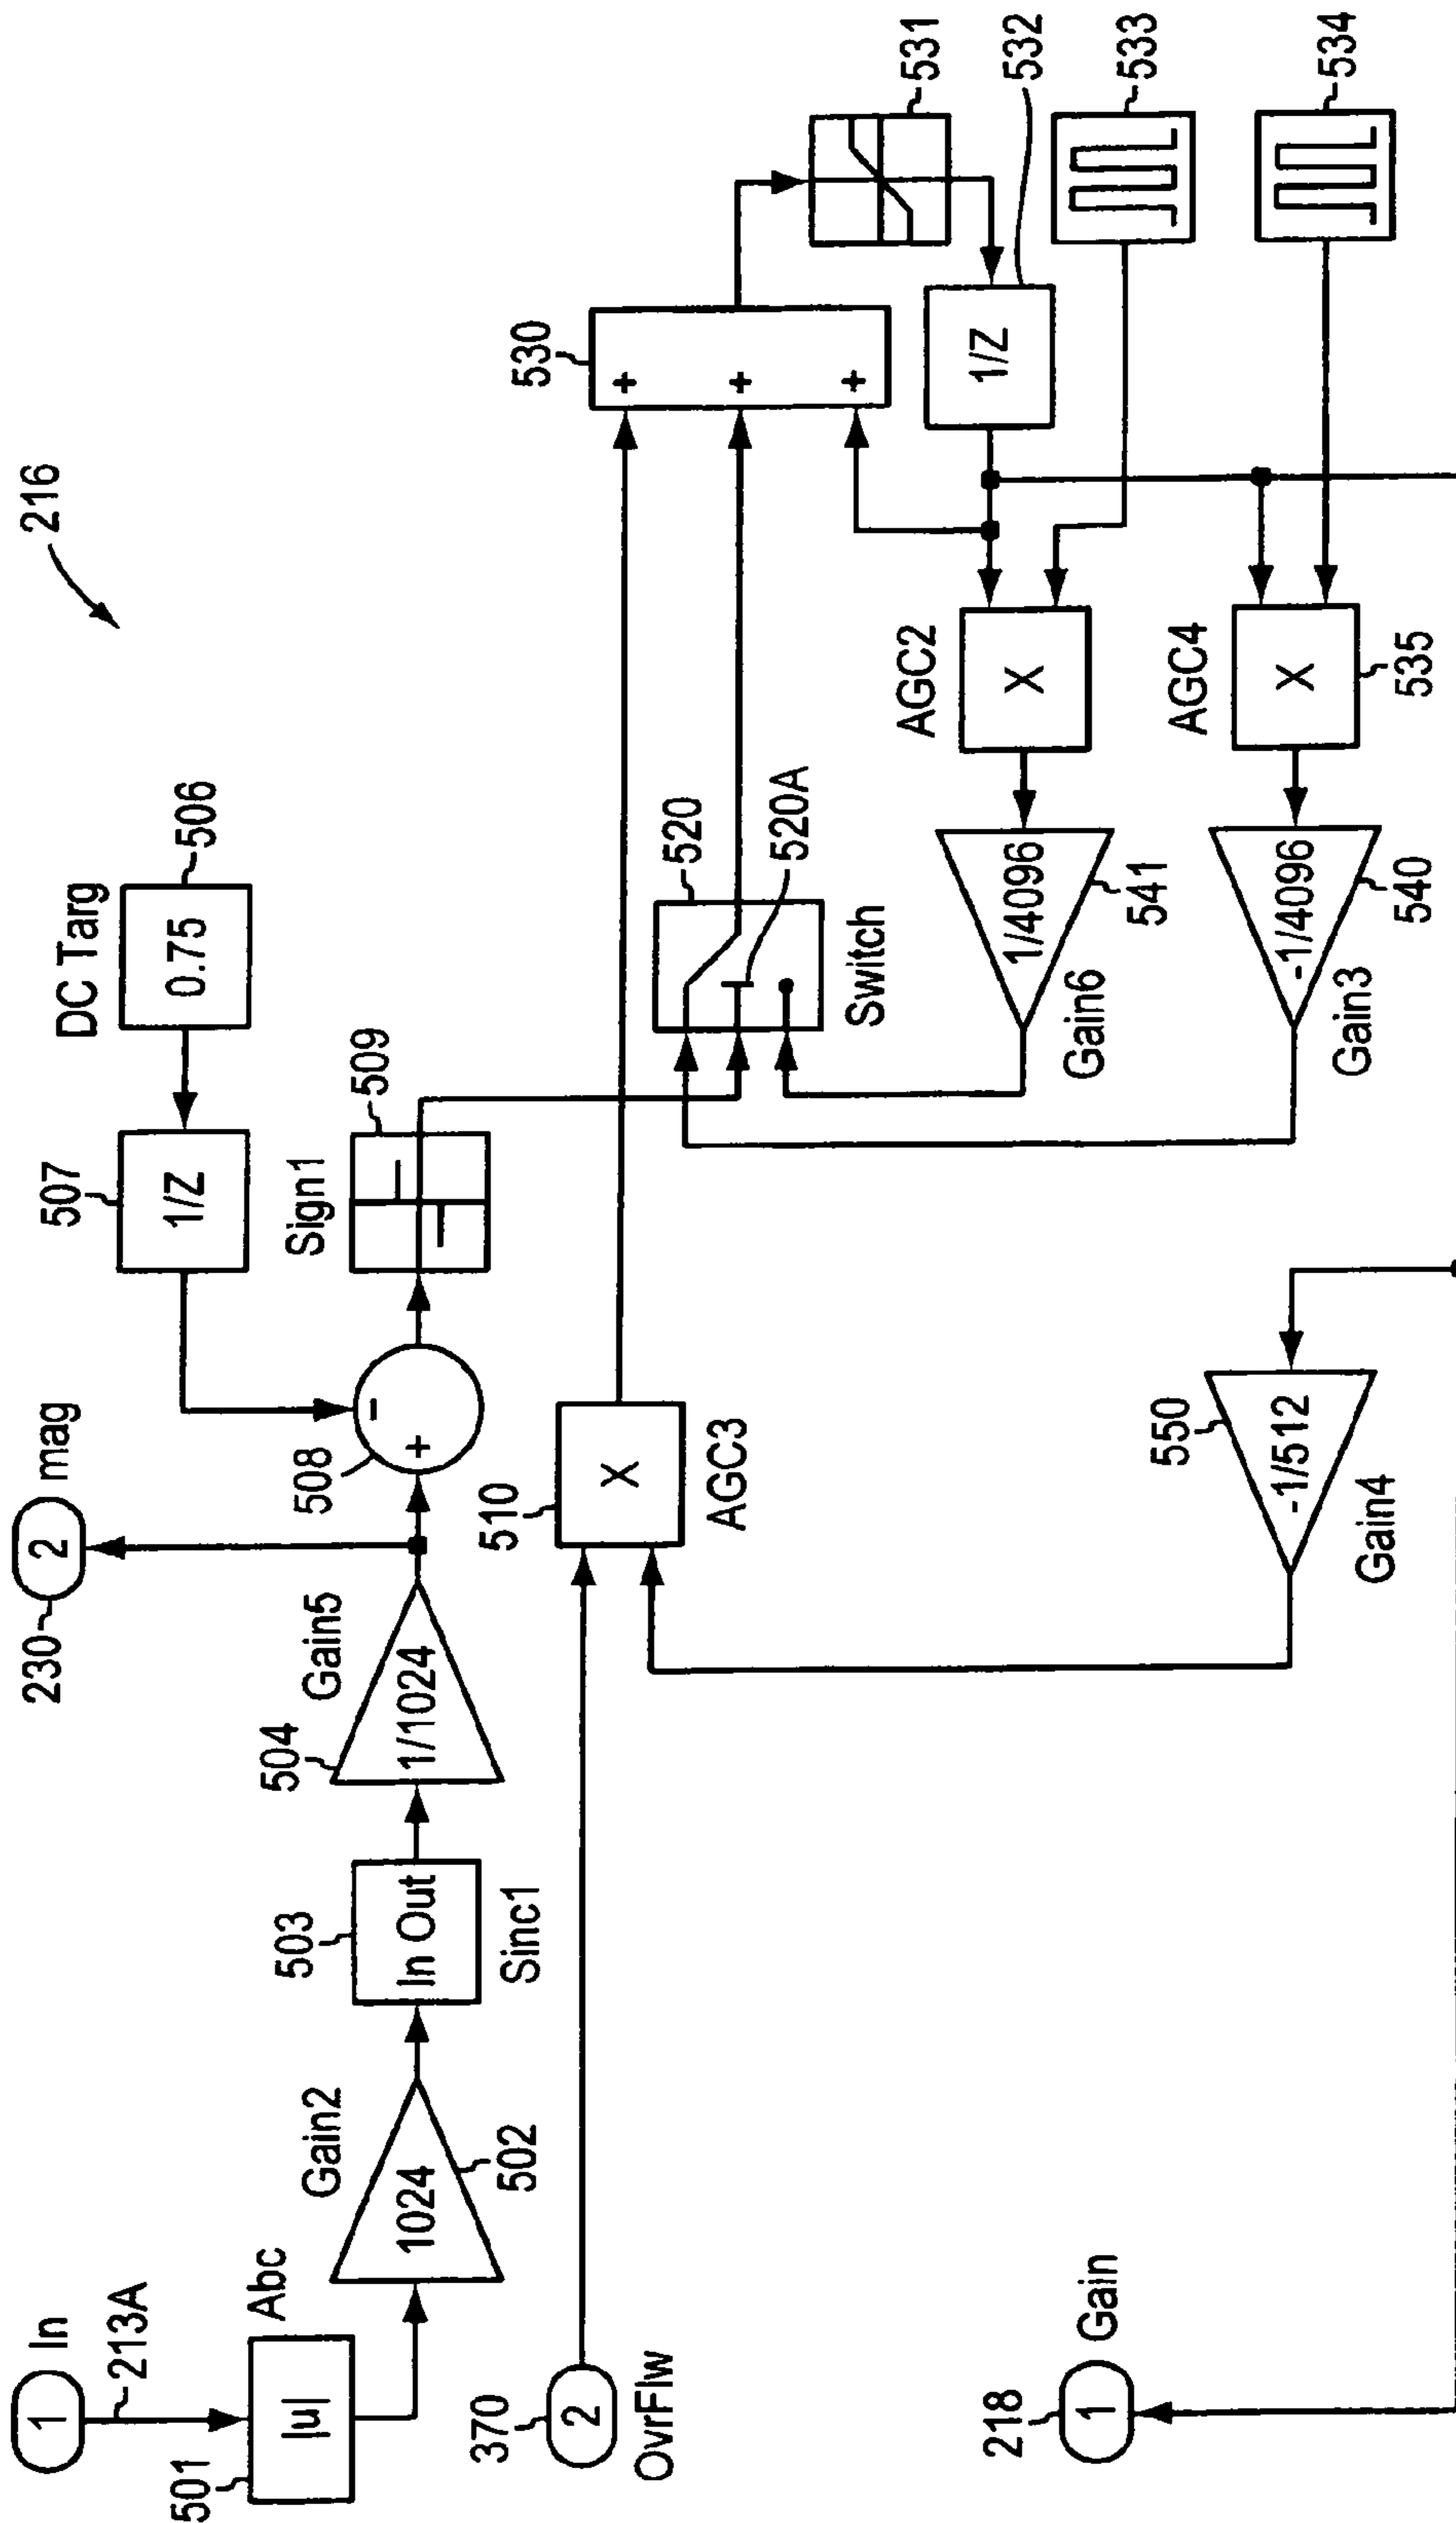 216
1 In
213A
501
|u|
Abc
Gain2
1024
502
503
In Out
Sinc1
504
Gain5
1/1024
230
2 mag
508
+
-
507
1/Z
DC Targ
0.75
506
Sign1
509
370
2
OvrFlw
510
X
AGC3
520
520A
Switch
530
+
+
+
531
532
1/Z
533
534
AGC2
X
AGC4
X
535
1/4096
541
Gain6
-1/4096
540
Gain3
550
-1/512
Gain4
218
1
Gain